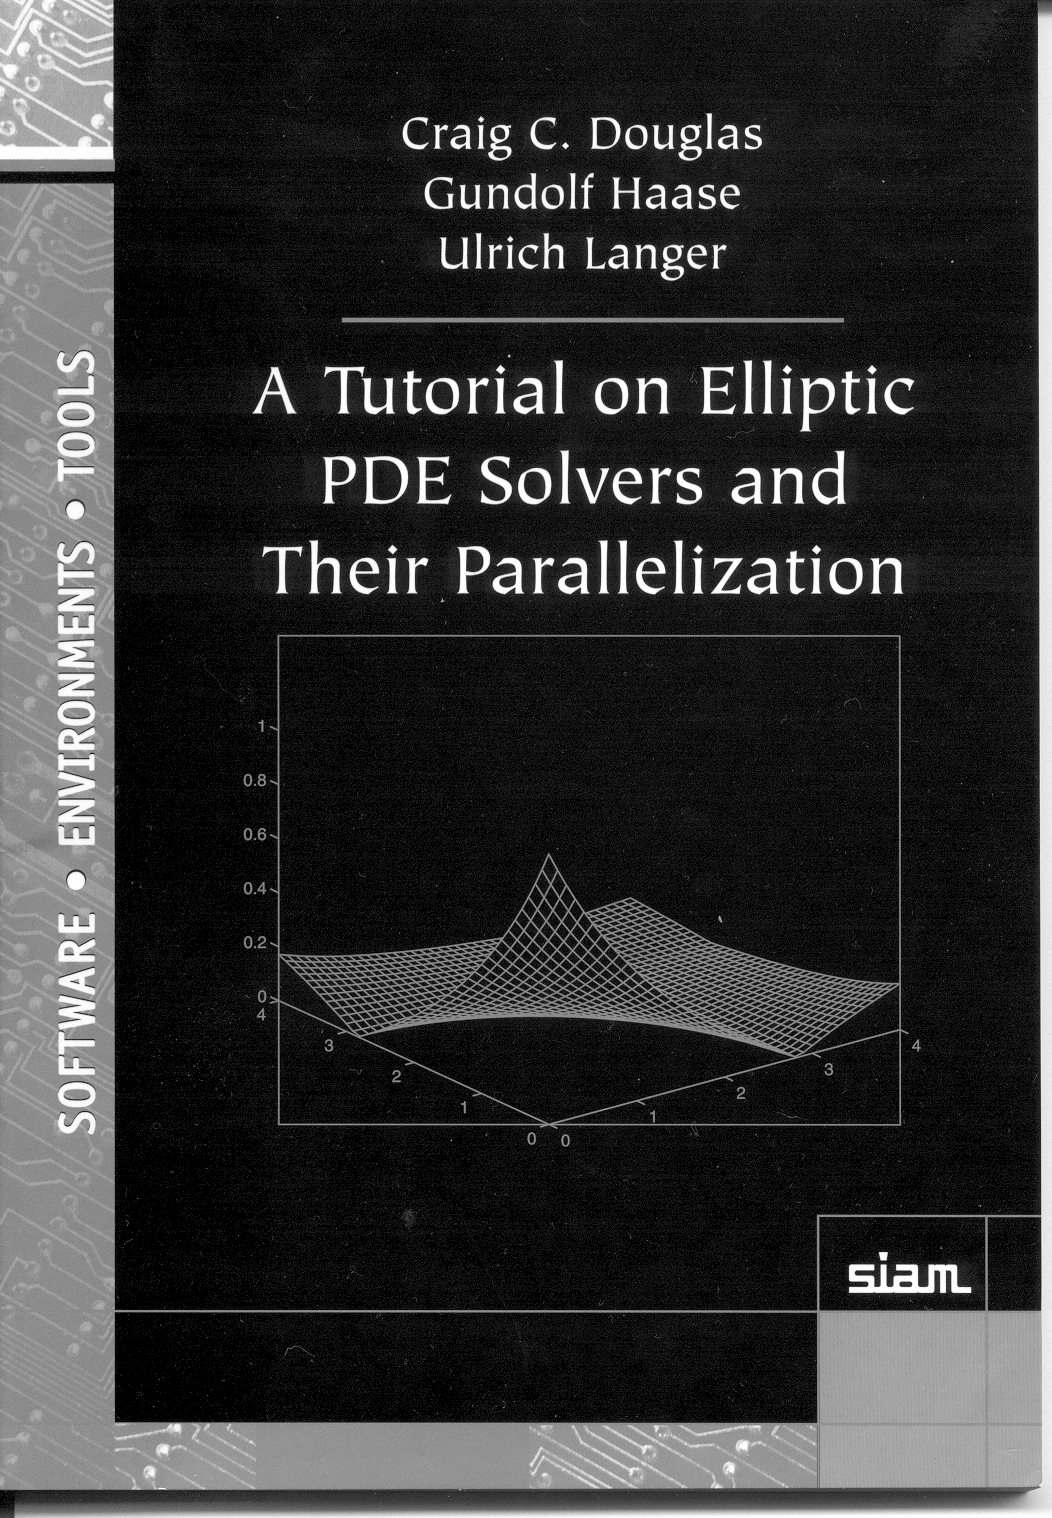 Craig C. Douglas
Gundolf Haase
Ulrich Langer
A Tutorial on Elliptic
PDE Solvers and
Their Parallelization
SOFTWARE • ENVIRONMENTS • TOOLS
1
0.8
0.6
0.4
0.2
0
4
3
2
1
0
0
1
2
3
4
siam